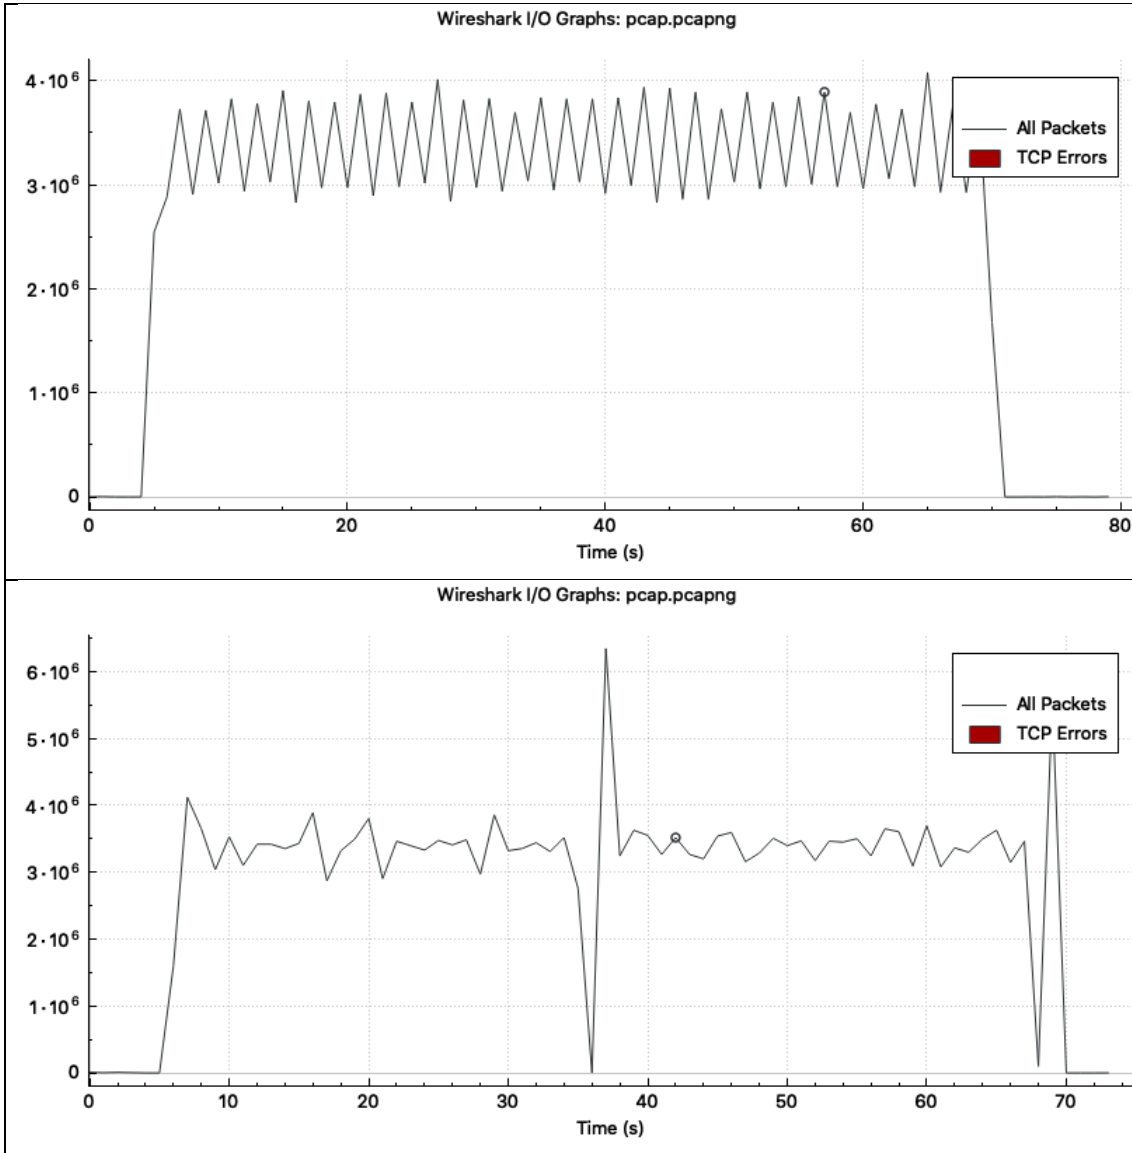 Wireshark I/O Graphs: pcap.pcapng
4·10⁶
All Packets
TCP Errors
3·10⁶
2·10⁶
1·10⁶
0
0 20 40 60 80
Time (s)
Wireshark I/O Graphs: pcap.pcapng
6·10⁶
All Packets
5·10⁶
TCP Errors
4·10⁶
3·10⁶
2·10⁶
1·10⁶
0
0 10 20 30 40 50 60 70
Time (s)